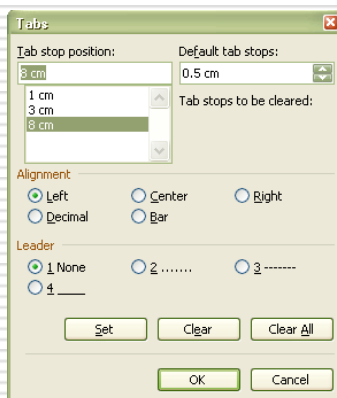 Tabs
Tab stop position:
Default tab stops:
8 cm
0.5 cm
1 cm
3 cm
8 cm
Tab stops to be cleared:
Alignment
Left Center Right
Decimal Bar
Leader
1 None 2 ....... 3 -------
4 ____
Set Clear Clear All
OK Cancel